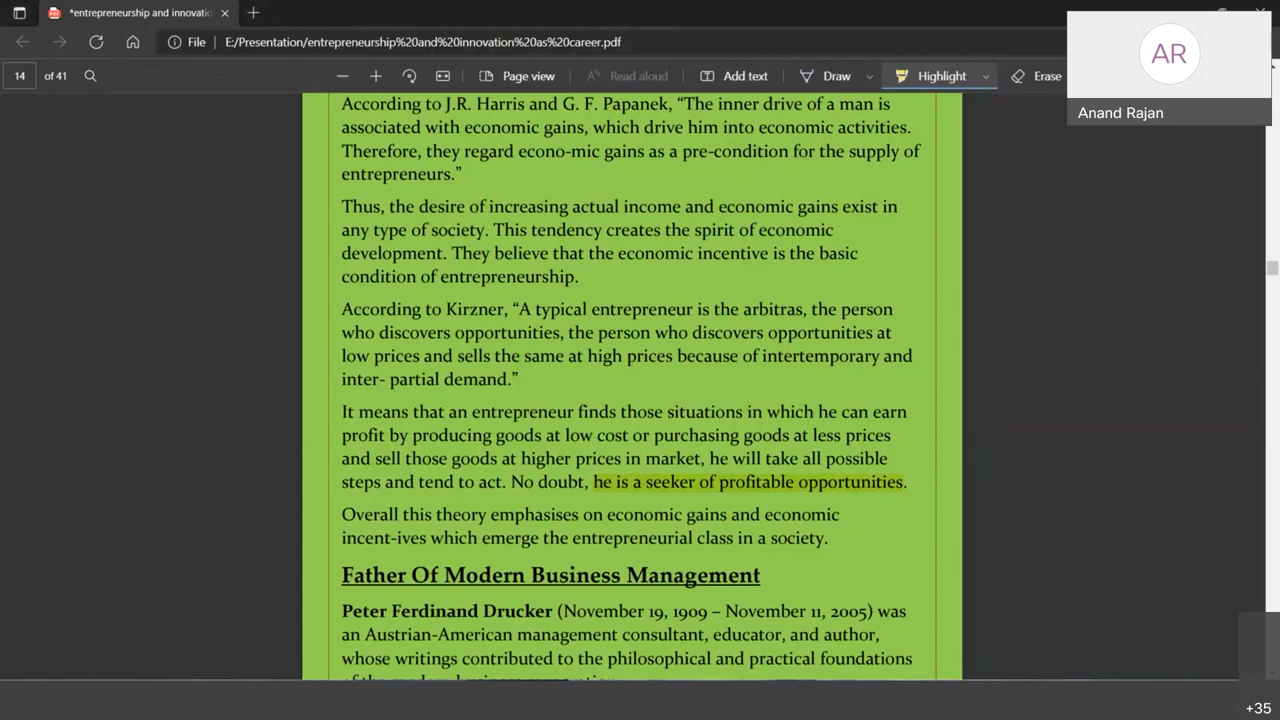 *entrepreneurship and innovatio
File
E:/Presentation/entrepreneurship%20and%20innovation%20as%20career.pdf
14 of 41
Page view
Read aloud
Add text
Draw
Highlight
Erase
AR
Anand Rajan
According to J.R. Harris and G. F. Papanek, “The inner drive of a man is
associated with economic gains, which drive him into economic activities.
Therefore, they regard econo-mic gains as a pre-condition for the supply of
entrepreneurs.”
Thus, the desire of increasing actual income and economic gains exist in
any type of society. This tendency creates the spirit of economic
development. They believe that the economic incentive is the basic
condition of entrepreneurship.
According to Kirzner, “A typical entrepreneur is the arbitras, the person
who discovers opportunities, the person who discovers opportunities at
low prices and sells the same at high prices because of intertemporary and
inter- partial demand.”
It means that an entrepreneur finds those situations in which he can earn
profit by producing goods at low cost or purchasing goods at less prices
and sell those goods at higher prices in market, he will take all possible
steps and tend to act. No doubt, he is a seeker of profitable opportunities.
Overall this theory emphasises on economic gains and economic
incent-ives which emerge the entrepreneurial class in a society.
Father Of Modern Business Management
Peter Ferdinand Drucker (November 19, 1909 – November 11, 2005) was
an Austrian-American management consultant, educator, and author,
whose writings contributed to the philosophical and practical foundations
+35